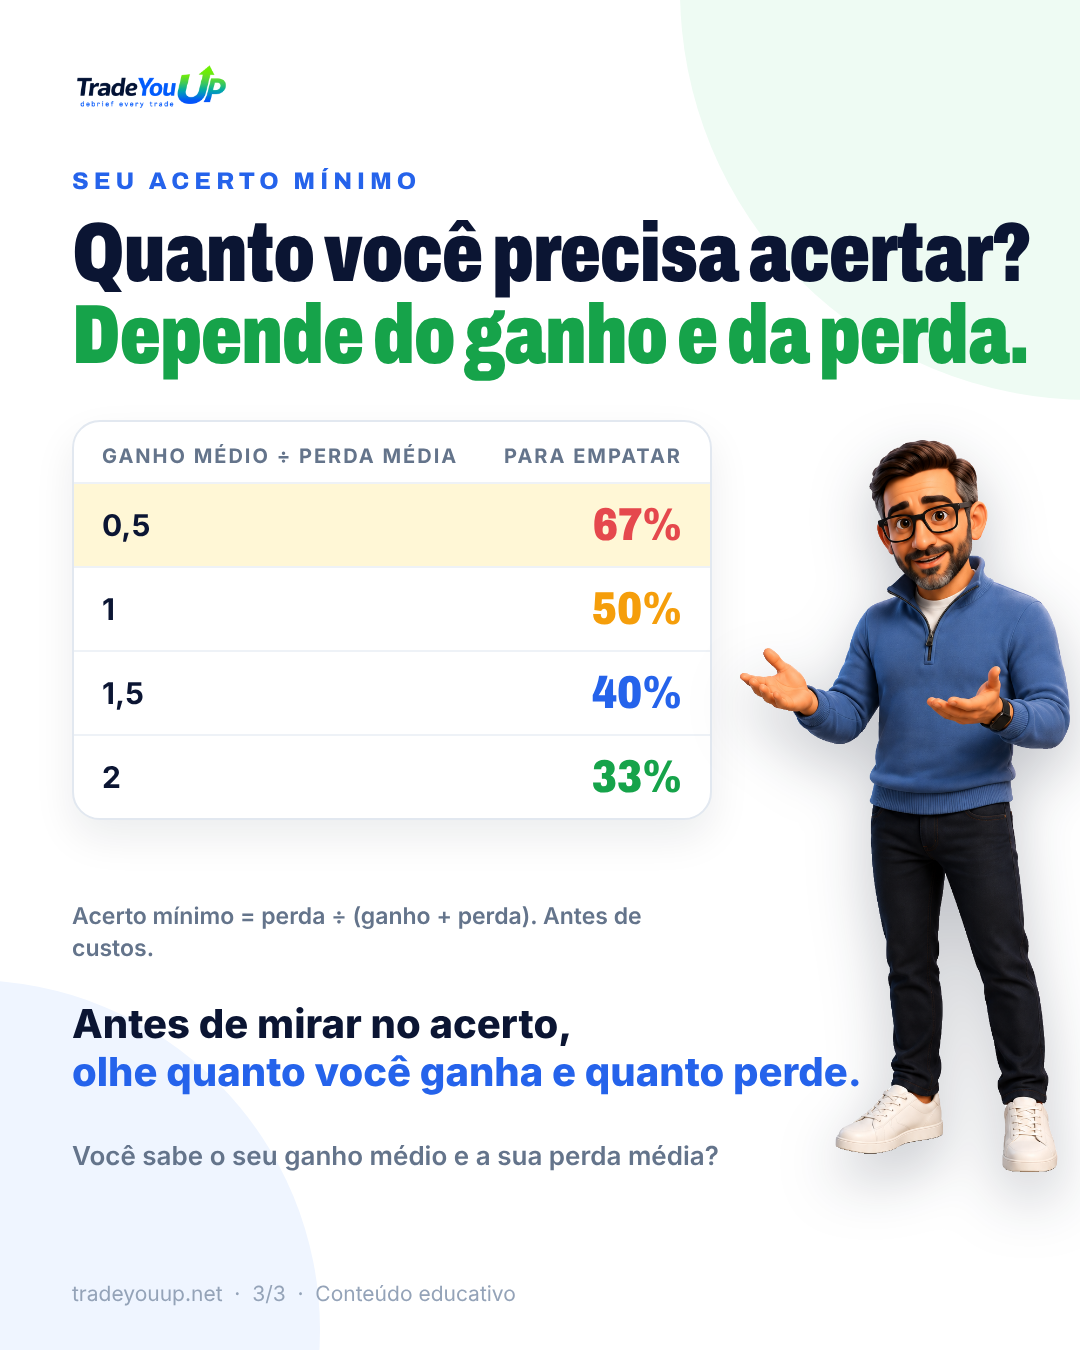 TradeYouUp
debrief every trade
SEU ACERTO MÍNIMO
Quanto você precisa acertar?
Depende do ganho e da perda.
GANHO MÉDIO ÷ PERDA MÉDIA PARA EMPATAR
0,5 67%
1 50%
1,5 40%
2 33%
Acerto mínimo = perda ÷ (ganho + perda). Antes de
custos.
Antes de mirar no acerto,
olhe quanto você ganha e quanto perde.
Você sabe o seu ganho médio e a sua perda média?
tradeyouup.net · 3/3 · Conteúdo educativo